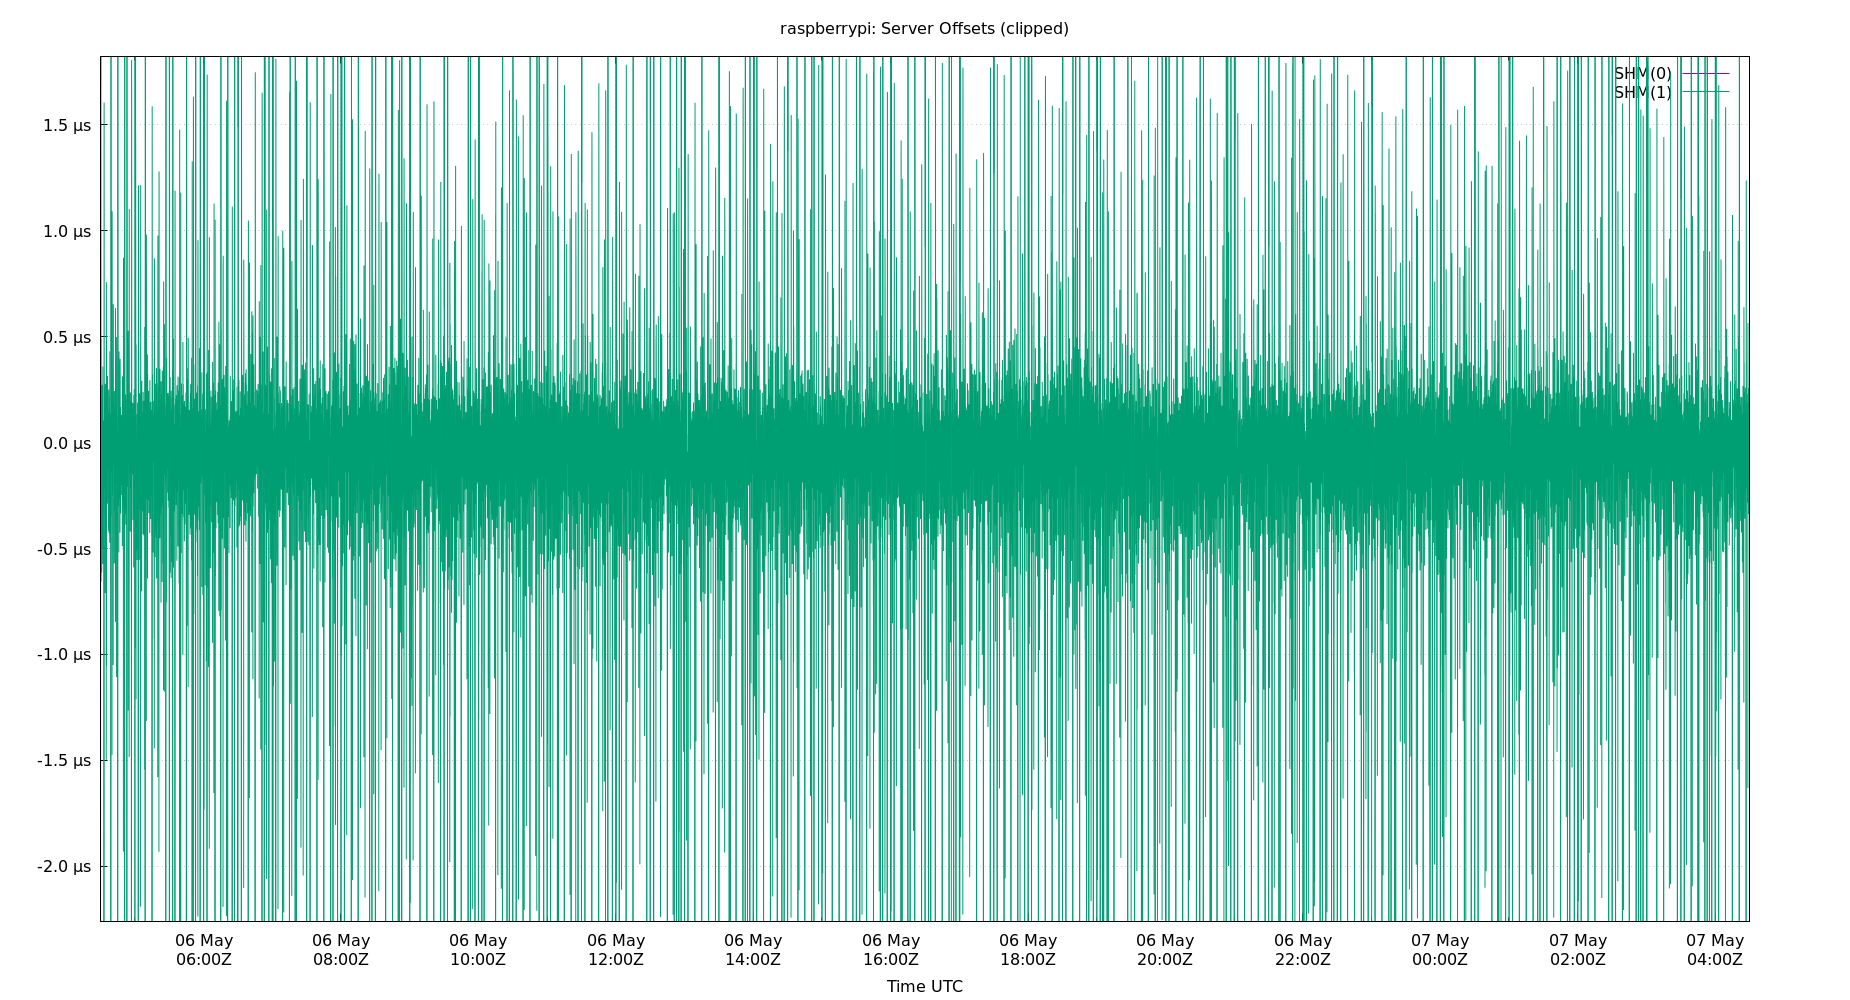 raspberrypi: Server Offsets (clipped)
SHM(0)
SHM(1)
1.5 µs
1.0 µs
0.5 µs
0.0 µs
-0.5 µs
-1.0 µs
-1.5 µs
-2.0 µs
06 May 06 May 06 May 06 May 06 May 06 May 06 May 06 May 06 May 07 May 07 May 07 May
06:00Z 08:00Z 10:00Z 12:00Z 14:00Z 16:00Z 18:00Z 20:00Z 22:00Z 00:00Z 02:00Z 04:00Z
Time UTC